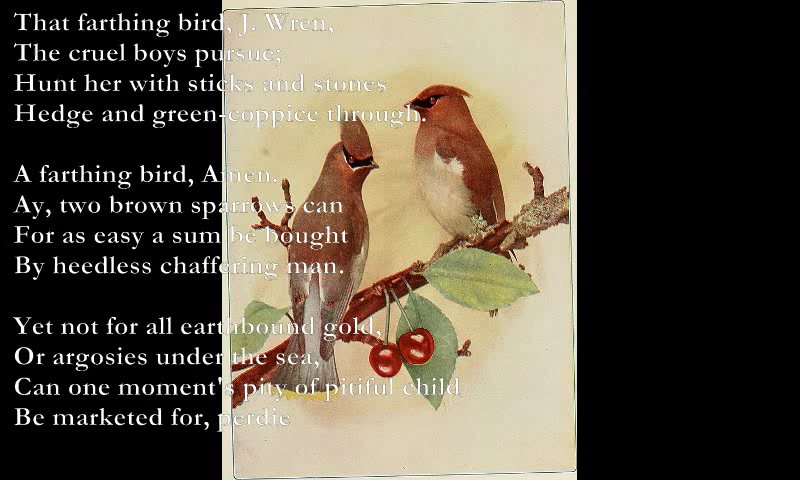 That farthing bird, J. Wren,
The cruel boys pursue;
Hunt her with sticks and stones
Hedge and green-coppice through.

A farthing bird, Amen.
Ay, two brown sparrows can
For as easy a sum be bought
By heedless chaffering man.

Yet not for all earthbound gold,
Or argosies under the sea,
Can one moment's pity of pitiful child
Be marketed for, perdie